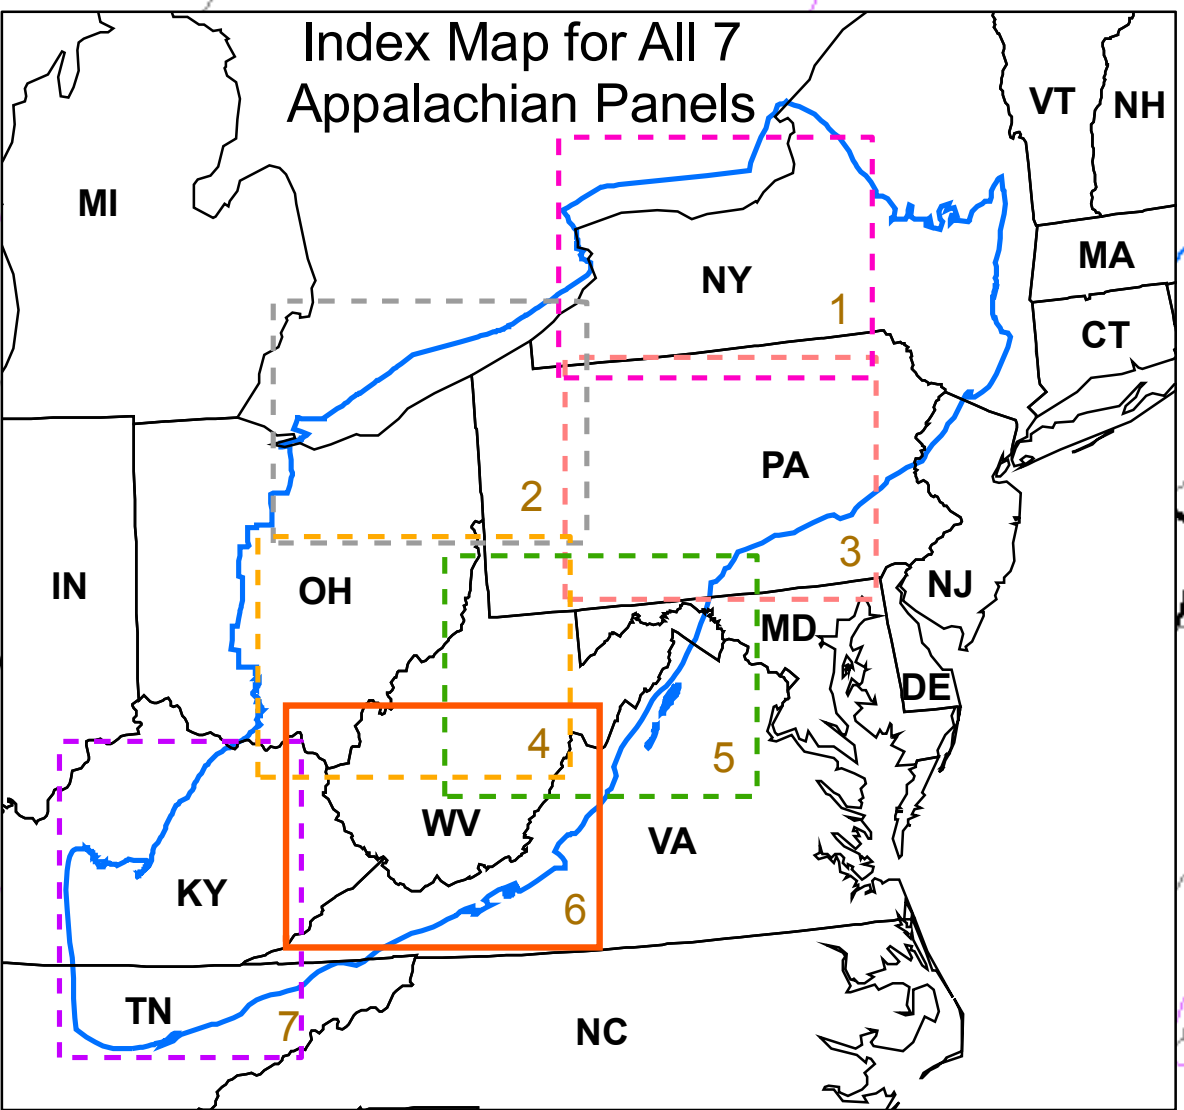 Index Map for All 7
Appalachian Panels
VT
NH
MI
MA
NY
1
CT
PA
2
3
IN
OH
NJ
MD
DE
4
5
WV
VA
KY
6
TN
7
NC